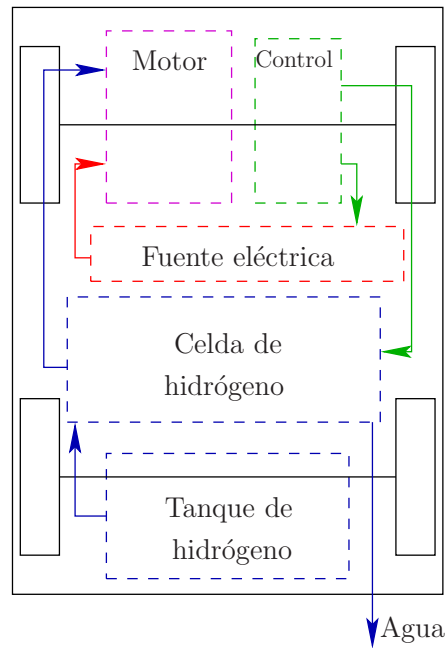 Motor
Control
Fuente eléctrica
Celda de
hidrógeno
Tanque de
hidrógeno
Agua